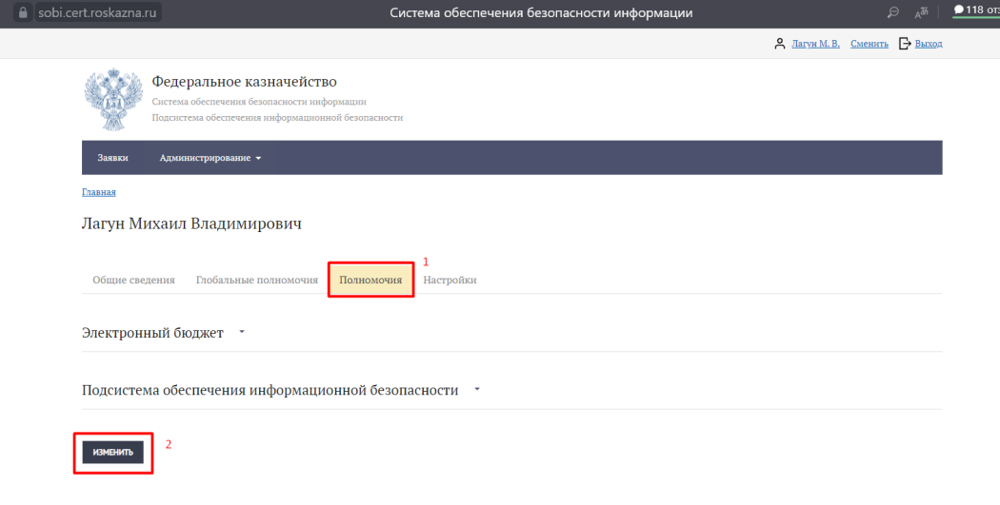 sobi.cert.roskazna.ru
Система обеспечения безопасности информации
118 от
Лагун М. В. Сменить Выход
Федеральное казначейство
Система обеспечения безопасности информации
Подсистема обеспечения информационной безопасности
Заявки Администрирование
Главная
Лагун Михаил Владимирович
1
Общие сведения Глобальные полномочия Полномочия Настройки
Электронный бюджет
Подсистема обеспечения информационной безопасности
ИЗМЕНИТЬ 2